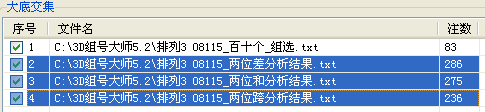 大底交集
序号 文件名 注数
1 C:\3D组号大师5.2\排列3 08115_百十个_组选.txt 83
2 C:\3D组号大师5.2\排列3 08115_两位差分析结果.txt 286
3 C:\3D组号大师5.2\排列3 08115_两位和分析结果.txt 275
4 C:\3D组号大师5.2\排列3 08115_两位跨分析结果.txt 236